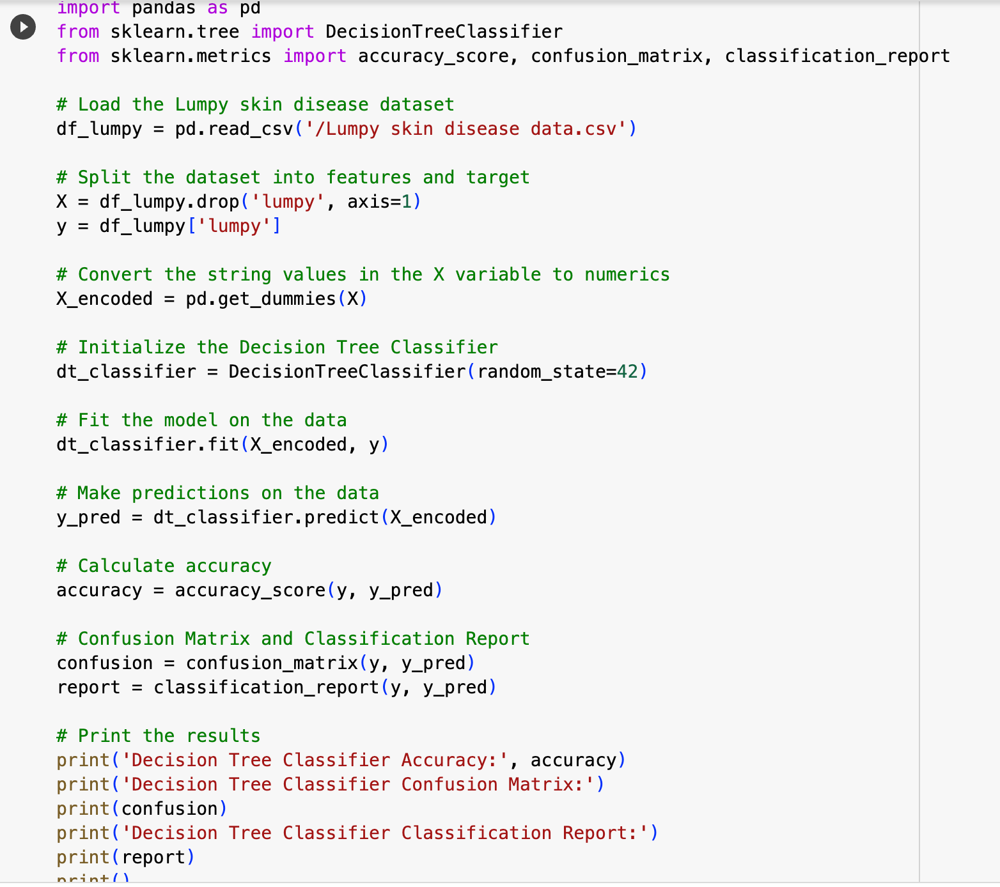 import pandas as pd
from sklearn.tree import DecisionTreeClassifier
from sklearn.metrics import accuracy_score, confusion_matrix, classification_report
# Load the Lumpy skin disease dataset
df_lumpy = pd.read_csv('/Lumpy skin disease data.csv')
# Split the dataset into features and target
X = df_lumpy.drop('lumpy', axis=1)
y = df_lumpy['lumpy']
# Convert the string values in the X variable to numerics
X_encoded = pd.get_dummies(X)
# Initialize the Decision Tree Classifier
dt_classifier = DecisionTreeClassifier(random_state=42)
# Fit the model on the data
dt_classifier.fit(X_encoded, y)
# Make predictions on the data
y_pred = dt_classifier.predict(X_encoded)
# Calculate accuracy
accuracy = accuracy_score(y, y_pred)
# Confusion Matrix and Classification Report
confusion = confusion_matrix(y, y_pred)
report = classification_report(y, y_pred)
# Print the results
print('Decision Tree Classifier Accuracy:', accuracy)
print('Decision Tree Classifier Confusion Matrix:')
print(confusion)
print('Decision Tree Classifier Classification Report:')
print(report)
print()